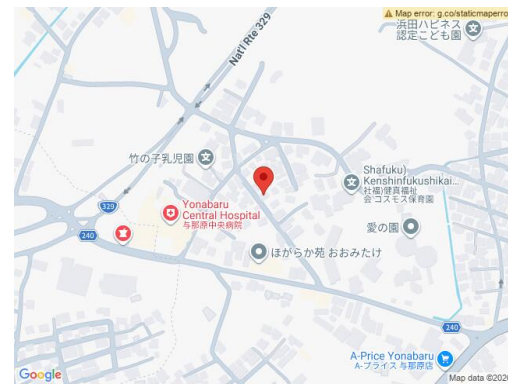 Map error: g.co/staticmaperro
浜田ハピネス
認定こども園
Nat'l Rte 329
竹の子乳児園
Shafuku)
Kenshinfukushikai...
社福)健真福祉
会コスモス保育園
Yonabaru
Central Hospital
与那原中央病院
329
240
愛の園
ほがらか苑 おおみたけ
240
A-Price Yonabaru
A-プライス 与那原店
Google
Map data ©2026